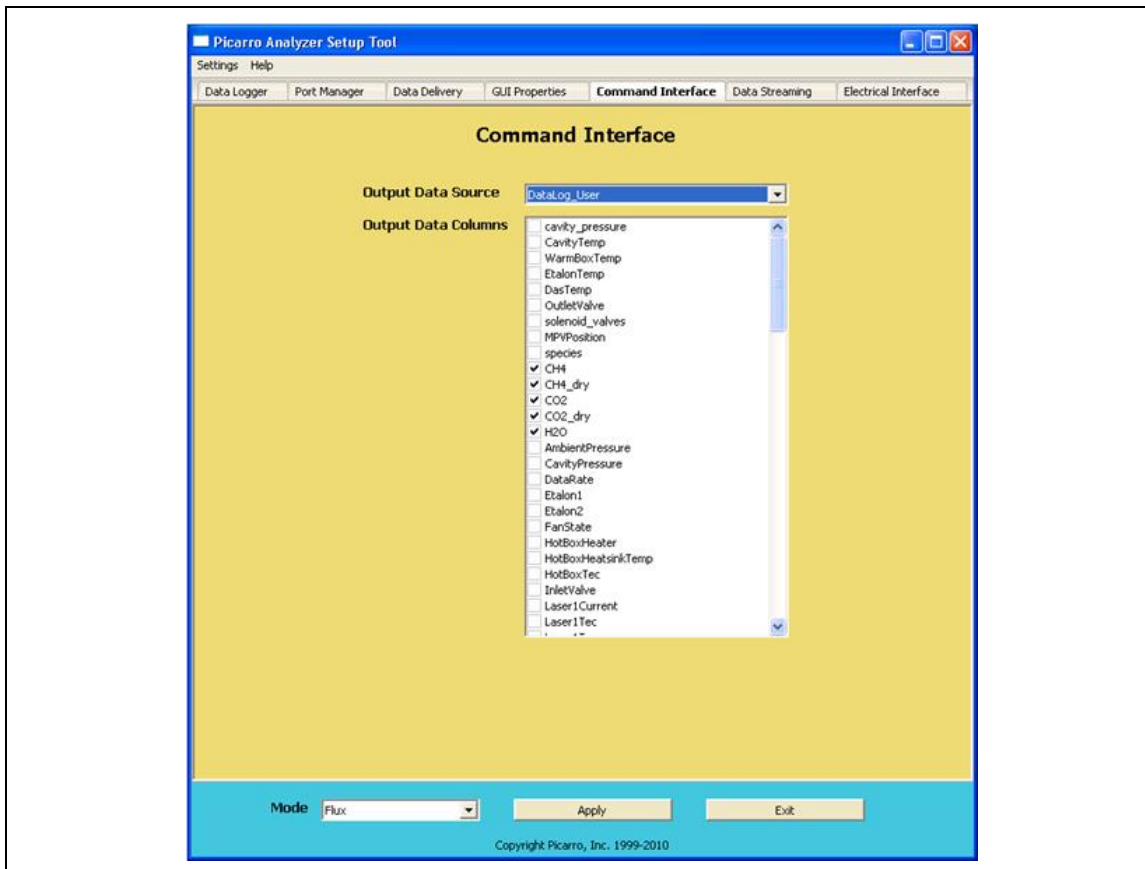 Picarro Analyzer Setup Tool
Settings Help
Data Logger Port Manager Data Delivery GUI Properties Command Interface Data Streaming Electrical Interface
Command Interface
Output Data Source DataLog_User
Output Data Columns
cavity_pressure
CavityTemp
WarmBoxTemp
EtalonTemp
DasTemp
OutletValve
solenoid_valves
MPVPosition
species
CH4
CH4_dry
CO2
CO2_dry
H2O
AmbientPressure
CavityPressure
DataRate
Etalon1
Etalon2
FanState
HotBoxHeater
HotBoxHeatsinkTemp
HotBoxTec
InletValve
Laser1Current
Laser1Tec
Mode Flux Apply Exit
Copyright Picarro, Inc. 1999-2010